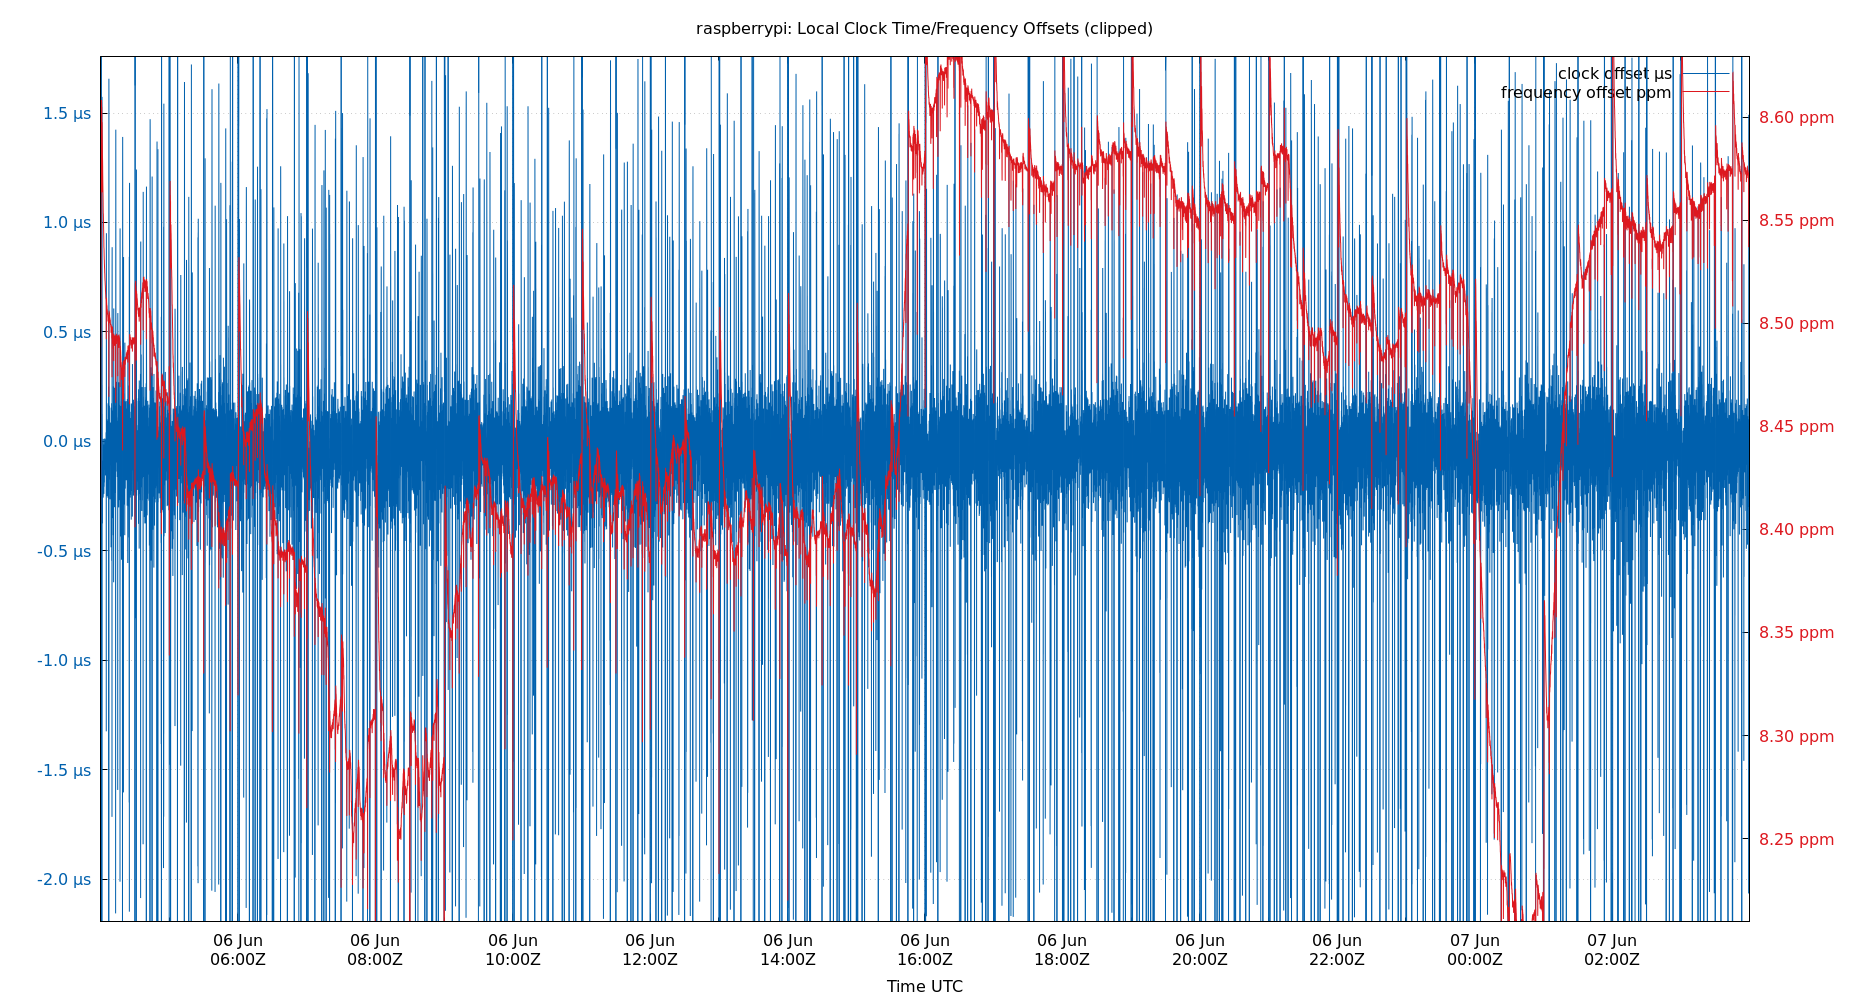 raspberrypi: Local Clock Time/Frequency Offsets (clipped)
clock offset µs
frequency offset ppm
1.5 µs
1.0 µs
0.5 µs
0.0 µs
-0.5 µs
-1.0 µs
-1.5 µs
-2.0 µs
8.60 ppm
8.55 ppm
8.50 ppm
8.45 ppm
8.40 ppm
8.35 ppm
8.30 ppm
8.25 ppm
06 Jun 06 Jun 06 Jun 06 Jun 06 Jun 06 Jun 06 Jun 06 Jun 06 Jun 07 Jun 07 Jun
06:00Z 08:00Z 10:00Z 12:00Z 14:00Z 16:00Z 18:00Z 20:00Z 22:00Z 00:00Z 02:00Z
Time UTC